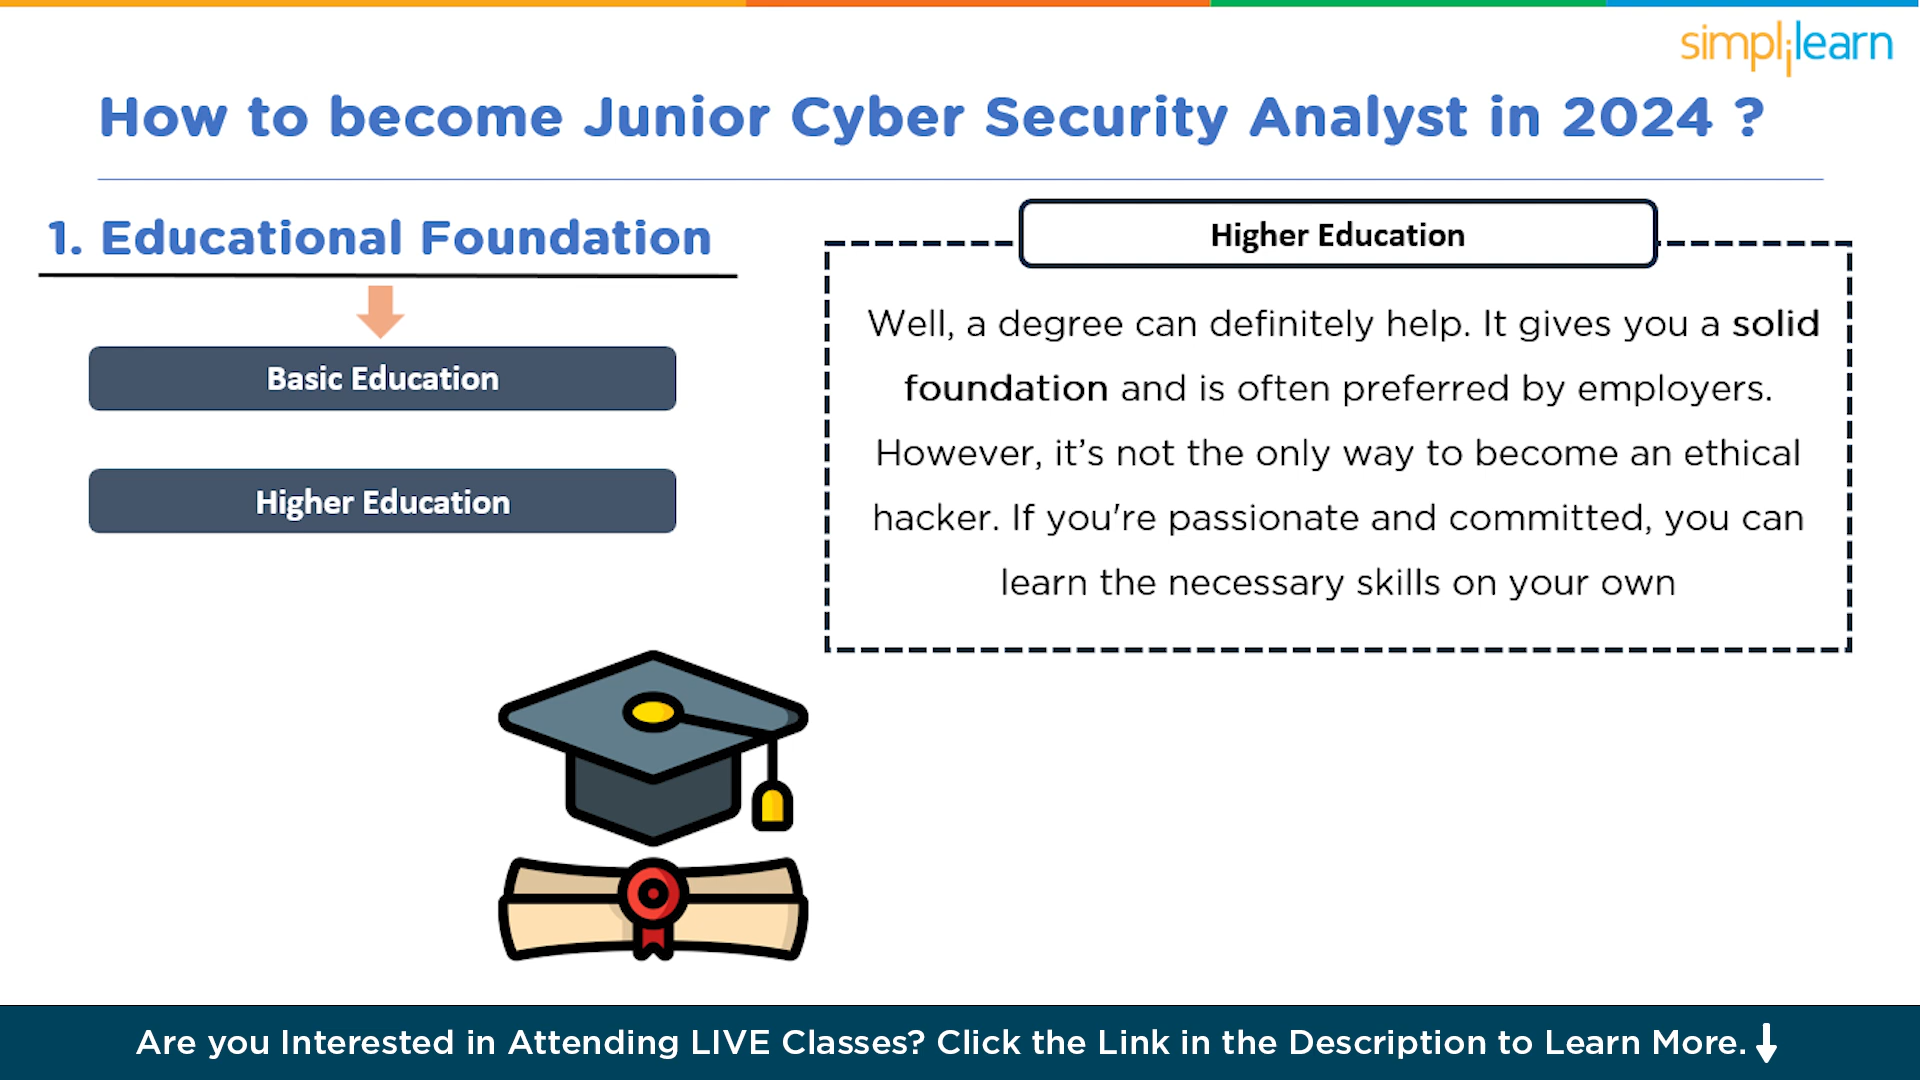 simplilearn
How to become Junior Cyber Security Analyst in 2024 ?
1. Educational Foundation
Basic Education
Higher Education
Higher Education
Well, a degree can definitely help. It gives you a solid
foundation and is often preferred by employers.
However, it’s not the only way to become an ethical
hacker. If you're passionate and committed, you can
learn the necessary skills on your own
Are you Interested in Attending LIVE Classes? Click the Link in the Description to Learn More.